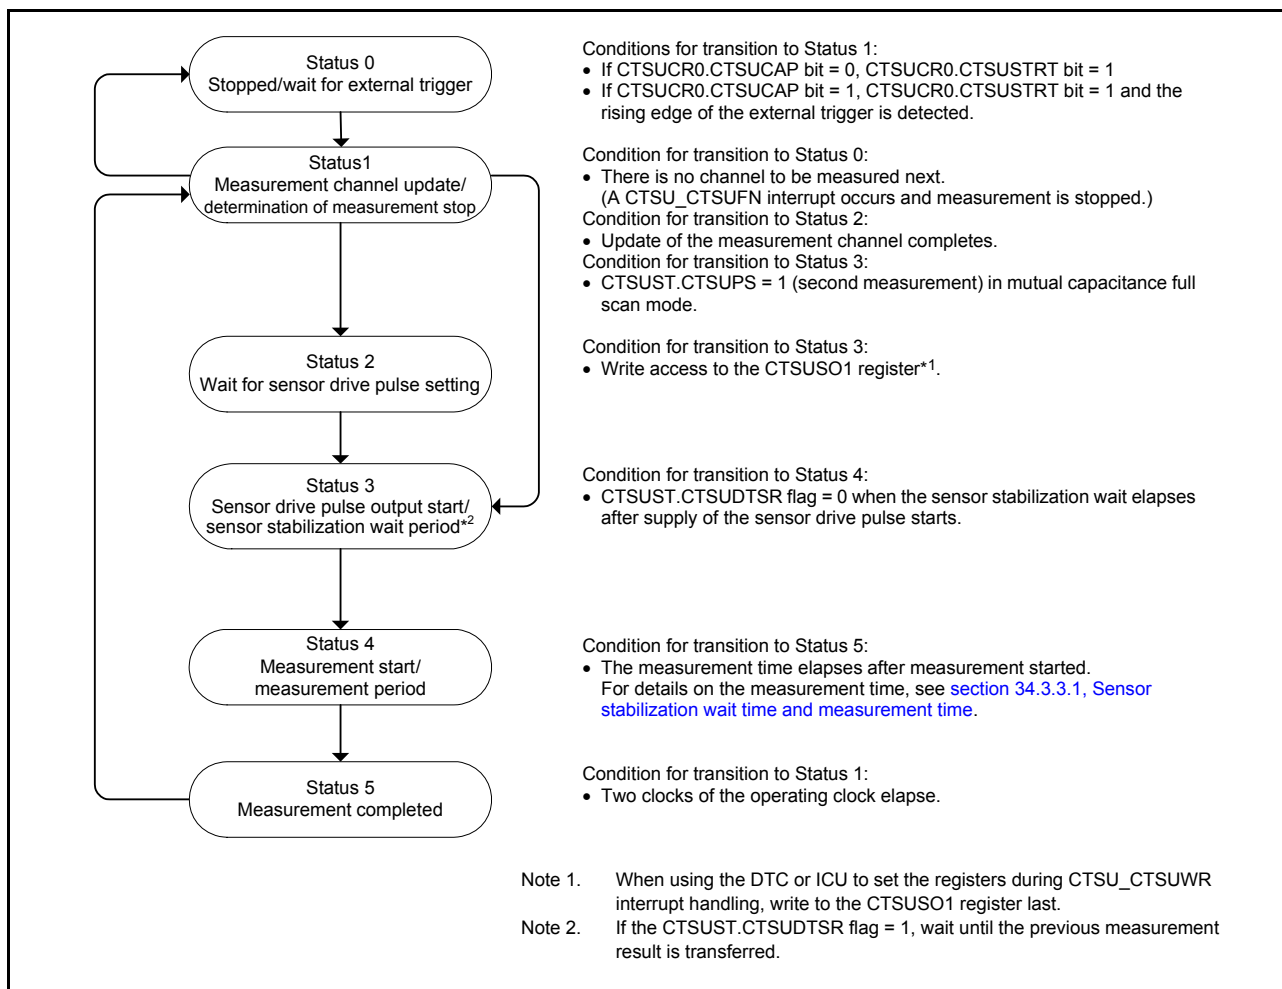 Status 0
Stopped/wait for external trigger
Conditions for transition to Status 1:
• If CTSUCR0.CTSUCAP bit = 0, CTSUCR0.CTSUSTRT bit = 1
• If CTSUCR0.CTSUCAP bit = 1, CTSUCR0.CTSUSTRT bit = 1 and the
rising edge of the external trigger is detected.
Status1
Measurement channel update/
determination of measurement stop
Condition for transition to Status 0:
• There is no channel to be measured next.
(A CTSU_CTSUFN interrupt occurs and measurement is stopped.)
Condition for transition to Status 2:
• Update of the measurement channel completes.
Condition for transition to Status 3:
• CTSUST.CTSUPS = 1 (second measurement) in mutual capacitance full
scan mode.
Status 2
Wait for sensor drive pulse setting
Condition for transition to Status 3:
• Write access to the CTSUSO1 register*1.
Status 3
Sensor drive pulse output start/
sensor stabilization wait period*2
Condition for transition to Status 4:
• CTSUST.CTSUDTSR flag = 0 when the sensor stabilization wait elapses
after supply of the sensor drive pulse starts.
Status 4
Measurement start/
measurement period
Condition for transition to Status 5:
• The measurement time elapses after measurement started.
For details on the measurement time, see section 34.3.3.1, Sensor
stabilization wait time and measurement time.
Status 5
Measurement completed
Condition for transition to Status 1:
• Two clocks of the operating clock elapse.
Note 1. When using the DTC or ICU to set the registers during CTSU_CTSUWR
interrupt handling, write to the CTSUSO1 register last.
Note 2. If the CTSUST.CTSUDTSR flag = 1, wait until the previous measurement
result is transferred.